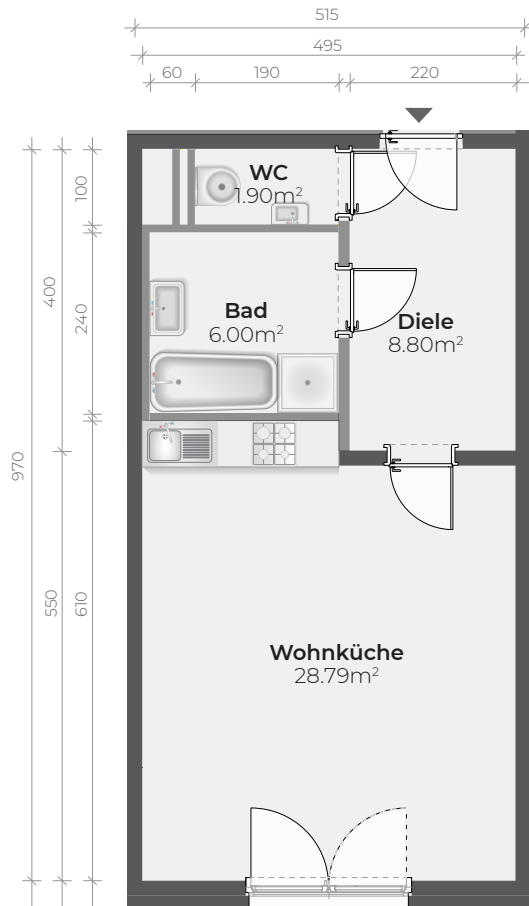 515
495
60 190 220
100
400
240
970
550
610
WC
1.90m²
Bad
6.00m²
Diele
8.80m²
Wohnküche
28.79m²